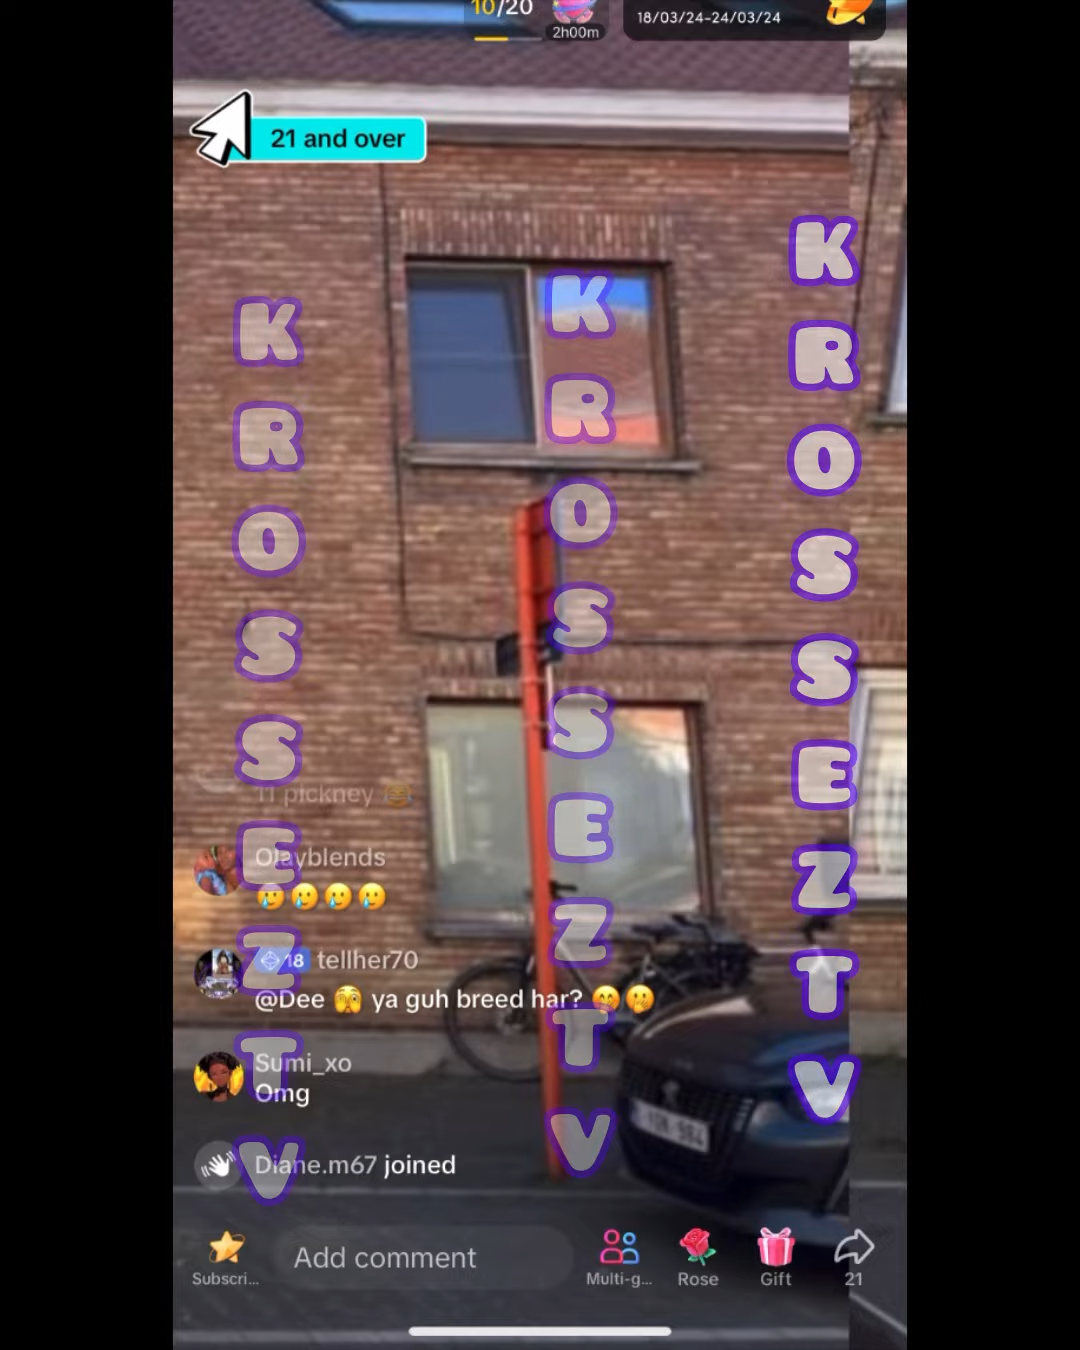 10/20
2h00m
18/03/24-24/03/24
21 and over
KROSSEZTV
KROSSEZTV
KROSSEZTV
11 pickney 😂
Olayblends
🥲🥲🥲🥲
18 tellher70
@Dee 🫣 ya guh breed har? 🤭🥲
Sumi_xo
Omg
Diane.m67 joined
Subscri...
Add comment
Multi-g...
Rose
Gift
21